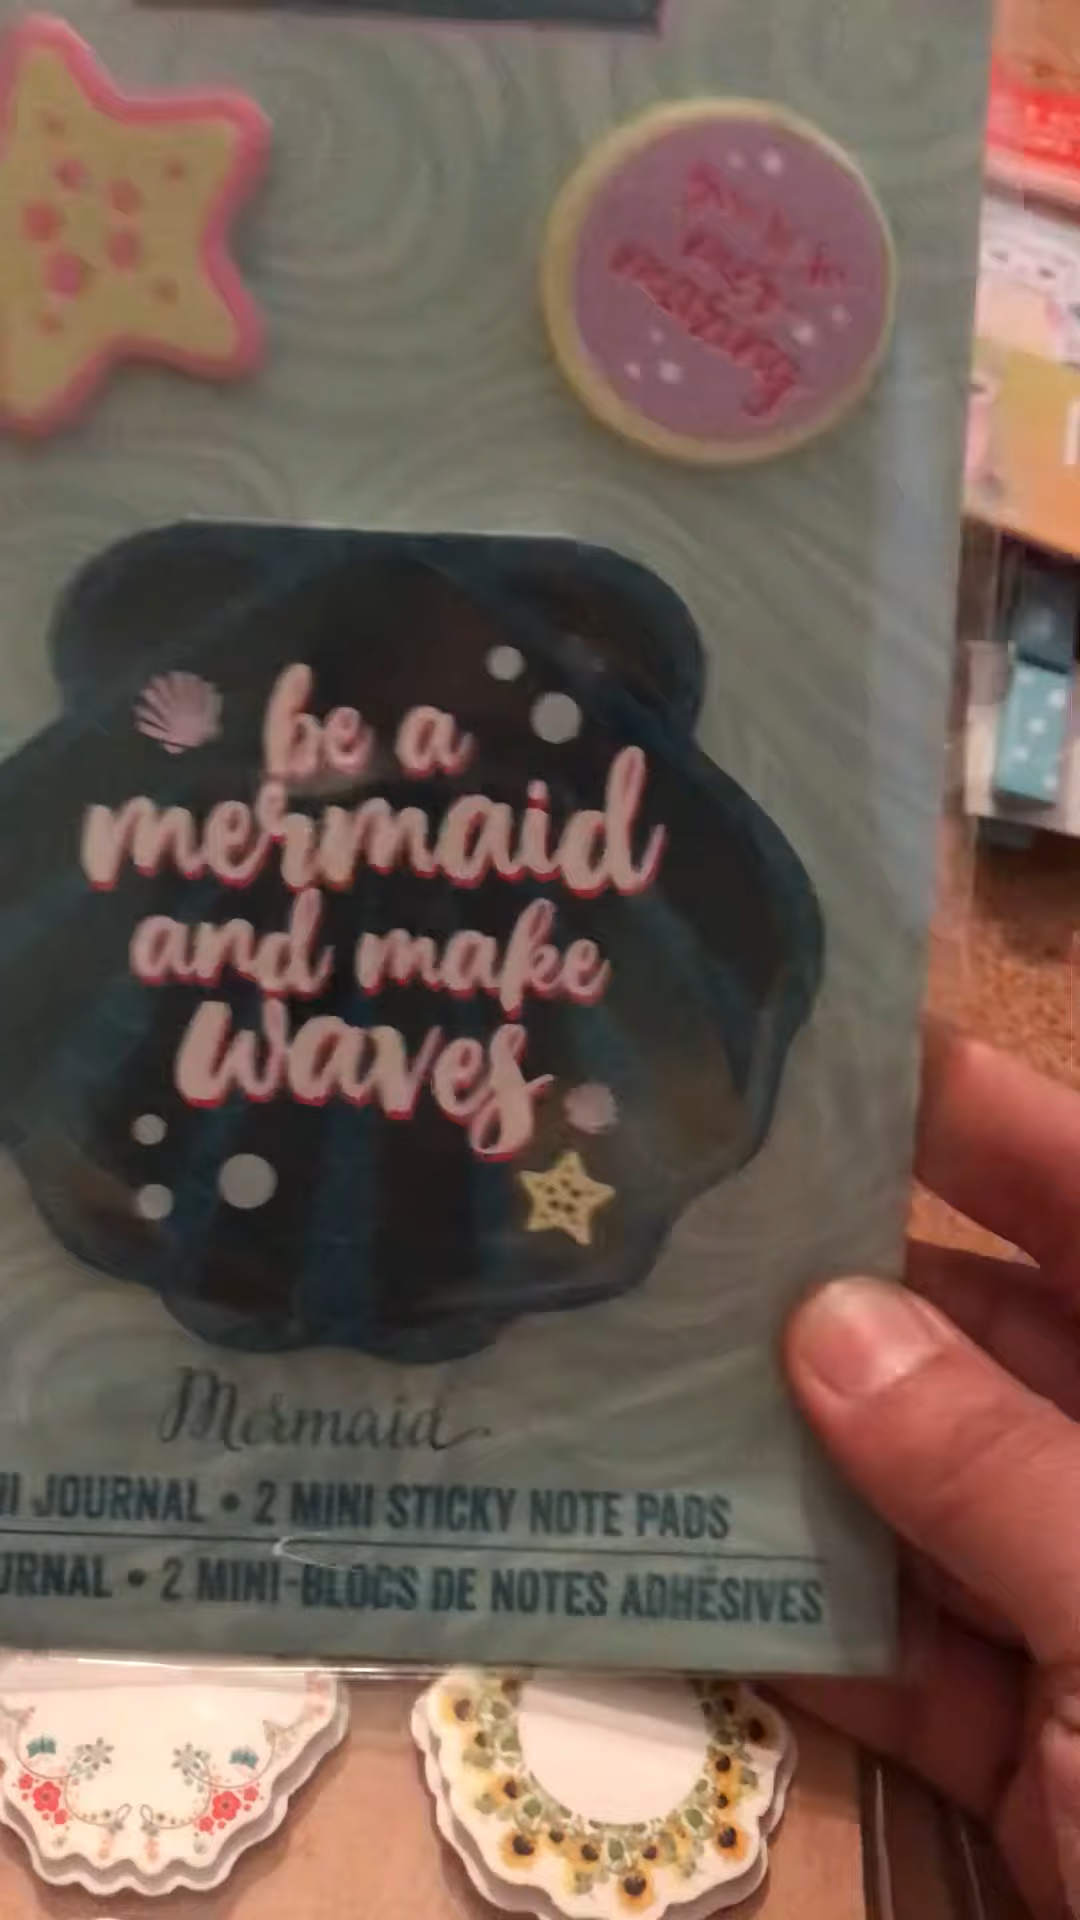 be a
mermaid
and make
waves
Mermaid
JOURNAL • 2 MINI STICKY NOTE PADS
URNAL • 2 MINI-BLOCS DE NOTES ADHÉSIVES